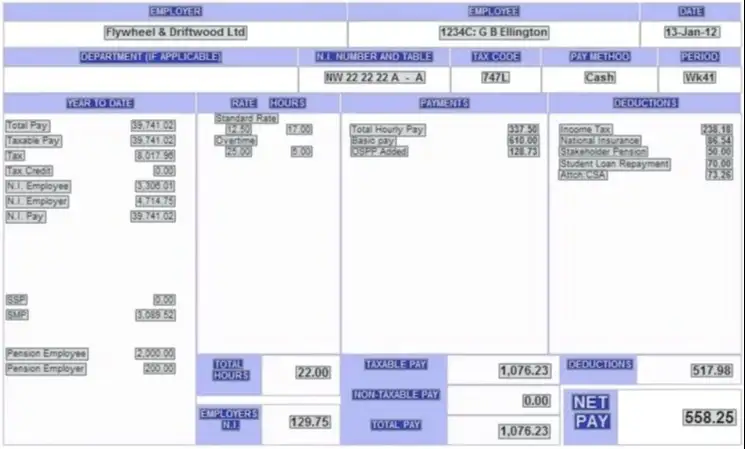 EMPLOYER EMPLOYEE DATE
Flywheel & Driftwood Ltd 1234C: G B Ellington 13-Jan-12
DEPARTMENT (IF APPLICABLE) N.I. NUMBER AND TABLE TAX CODE PAY METHOD PERIOD
NW 22 22 22 A - A 747L Cash Wk41
YEAR TO DATE RATE HOURS PAYMENTS DEDUCTIONS
Total Pay 39,741.02
Taxable Pay 39,741.02
Tax 8,017.96
Tax Credit 0.00
N.I. Employee 3,306.01
N.I. Employer 4,714.75
N.I. Pay 39,741.02
SSP 0.00
SMP 3,089.52
Pension Employee 2,000.00
Pension Employer 200.00
Standard Rate
12.50 17.00
Overtime
25.00 5.00
Total Hourly Pay 337.50
Basic pay 610.00
OSPP Added 128.73
Income Tax 238.18
National Insurance 86.54
Stakeholder Pension 50.00
Student Loan Repayment 70.00
Attch CSA 73.26
TOTAL HOURS 22.00
EMPLOYERS N.I. 129.75
TAXABLE PAY 1,076.23
NON-TAXABLE PAY 0.00
TOTAL PAY 1,076.23
DEDUCTIONS 517.98
NET PAY 558.25